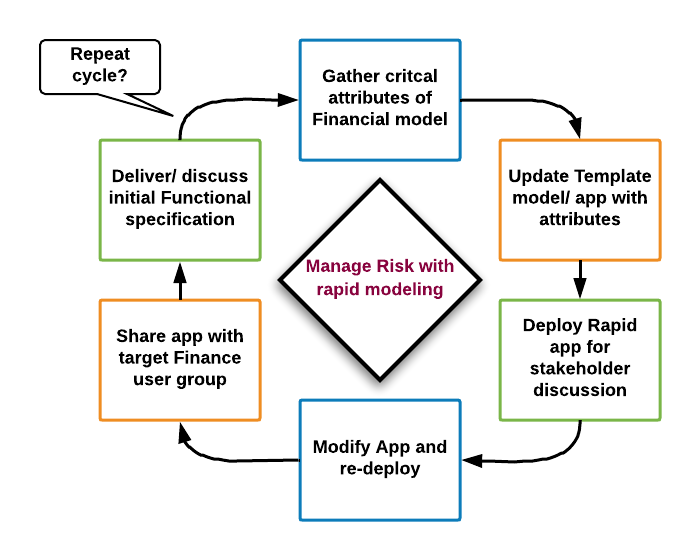 Repeat
cycle?
Gather critcal
attributes of
Financial model
Deliver/ discuss
initial Functional
specification
Update Template
model/ app with
attributes
Manage Risk with
rapid modeling
Share app with
target Finance
user group
Deploy Rapid
app for
stakeholder
discussion
Modify App and
re-deploy